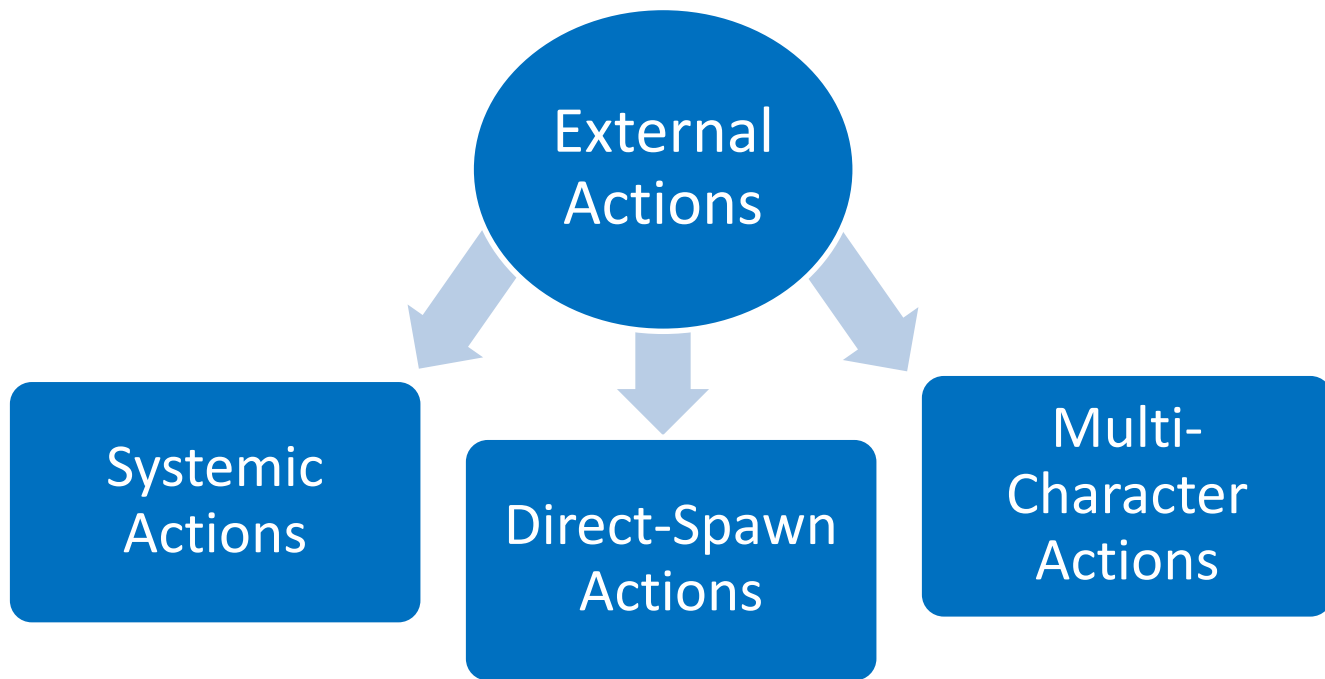 External
Actions
Systemic
Actions
Direct-Spawn
Actions
Multi-
Character
Actions